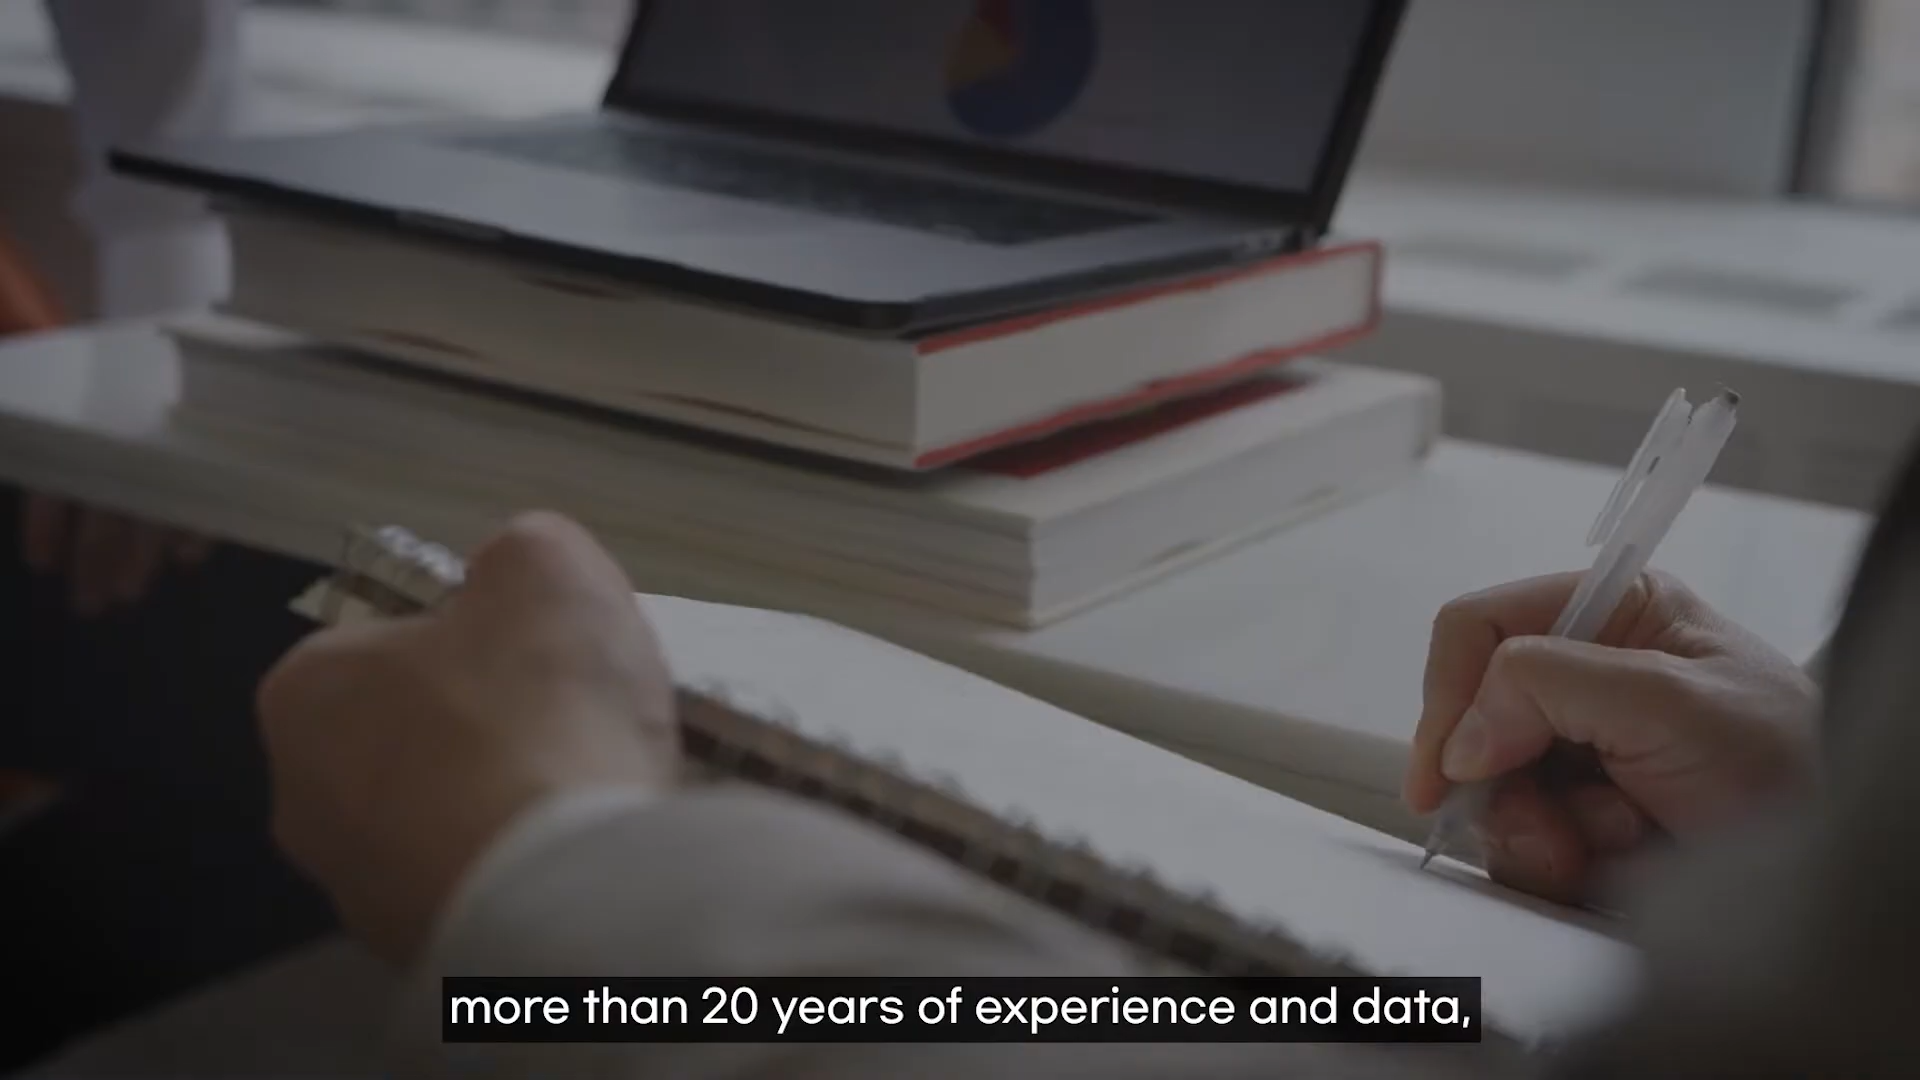 more than 20 years of experience and data,